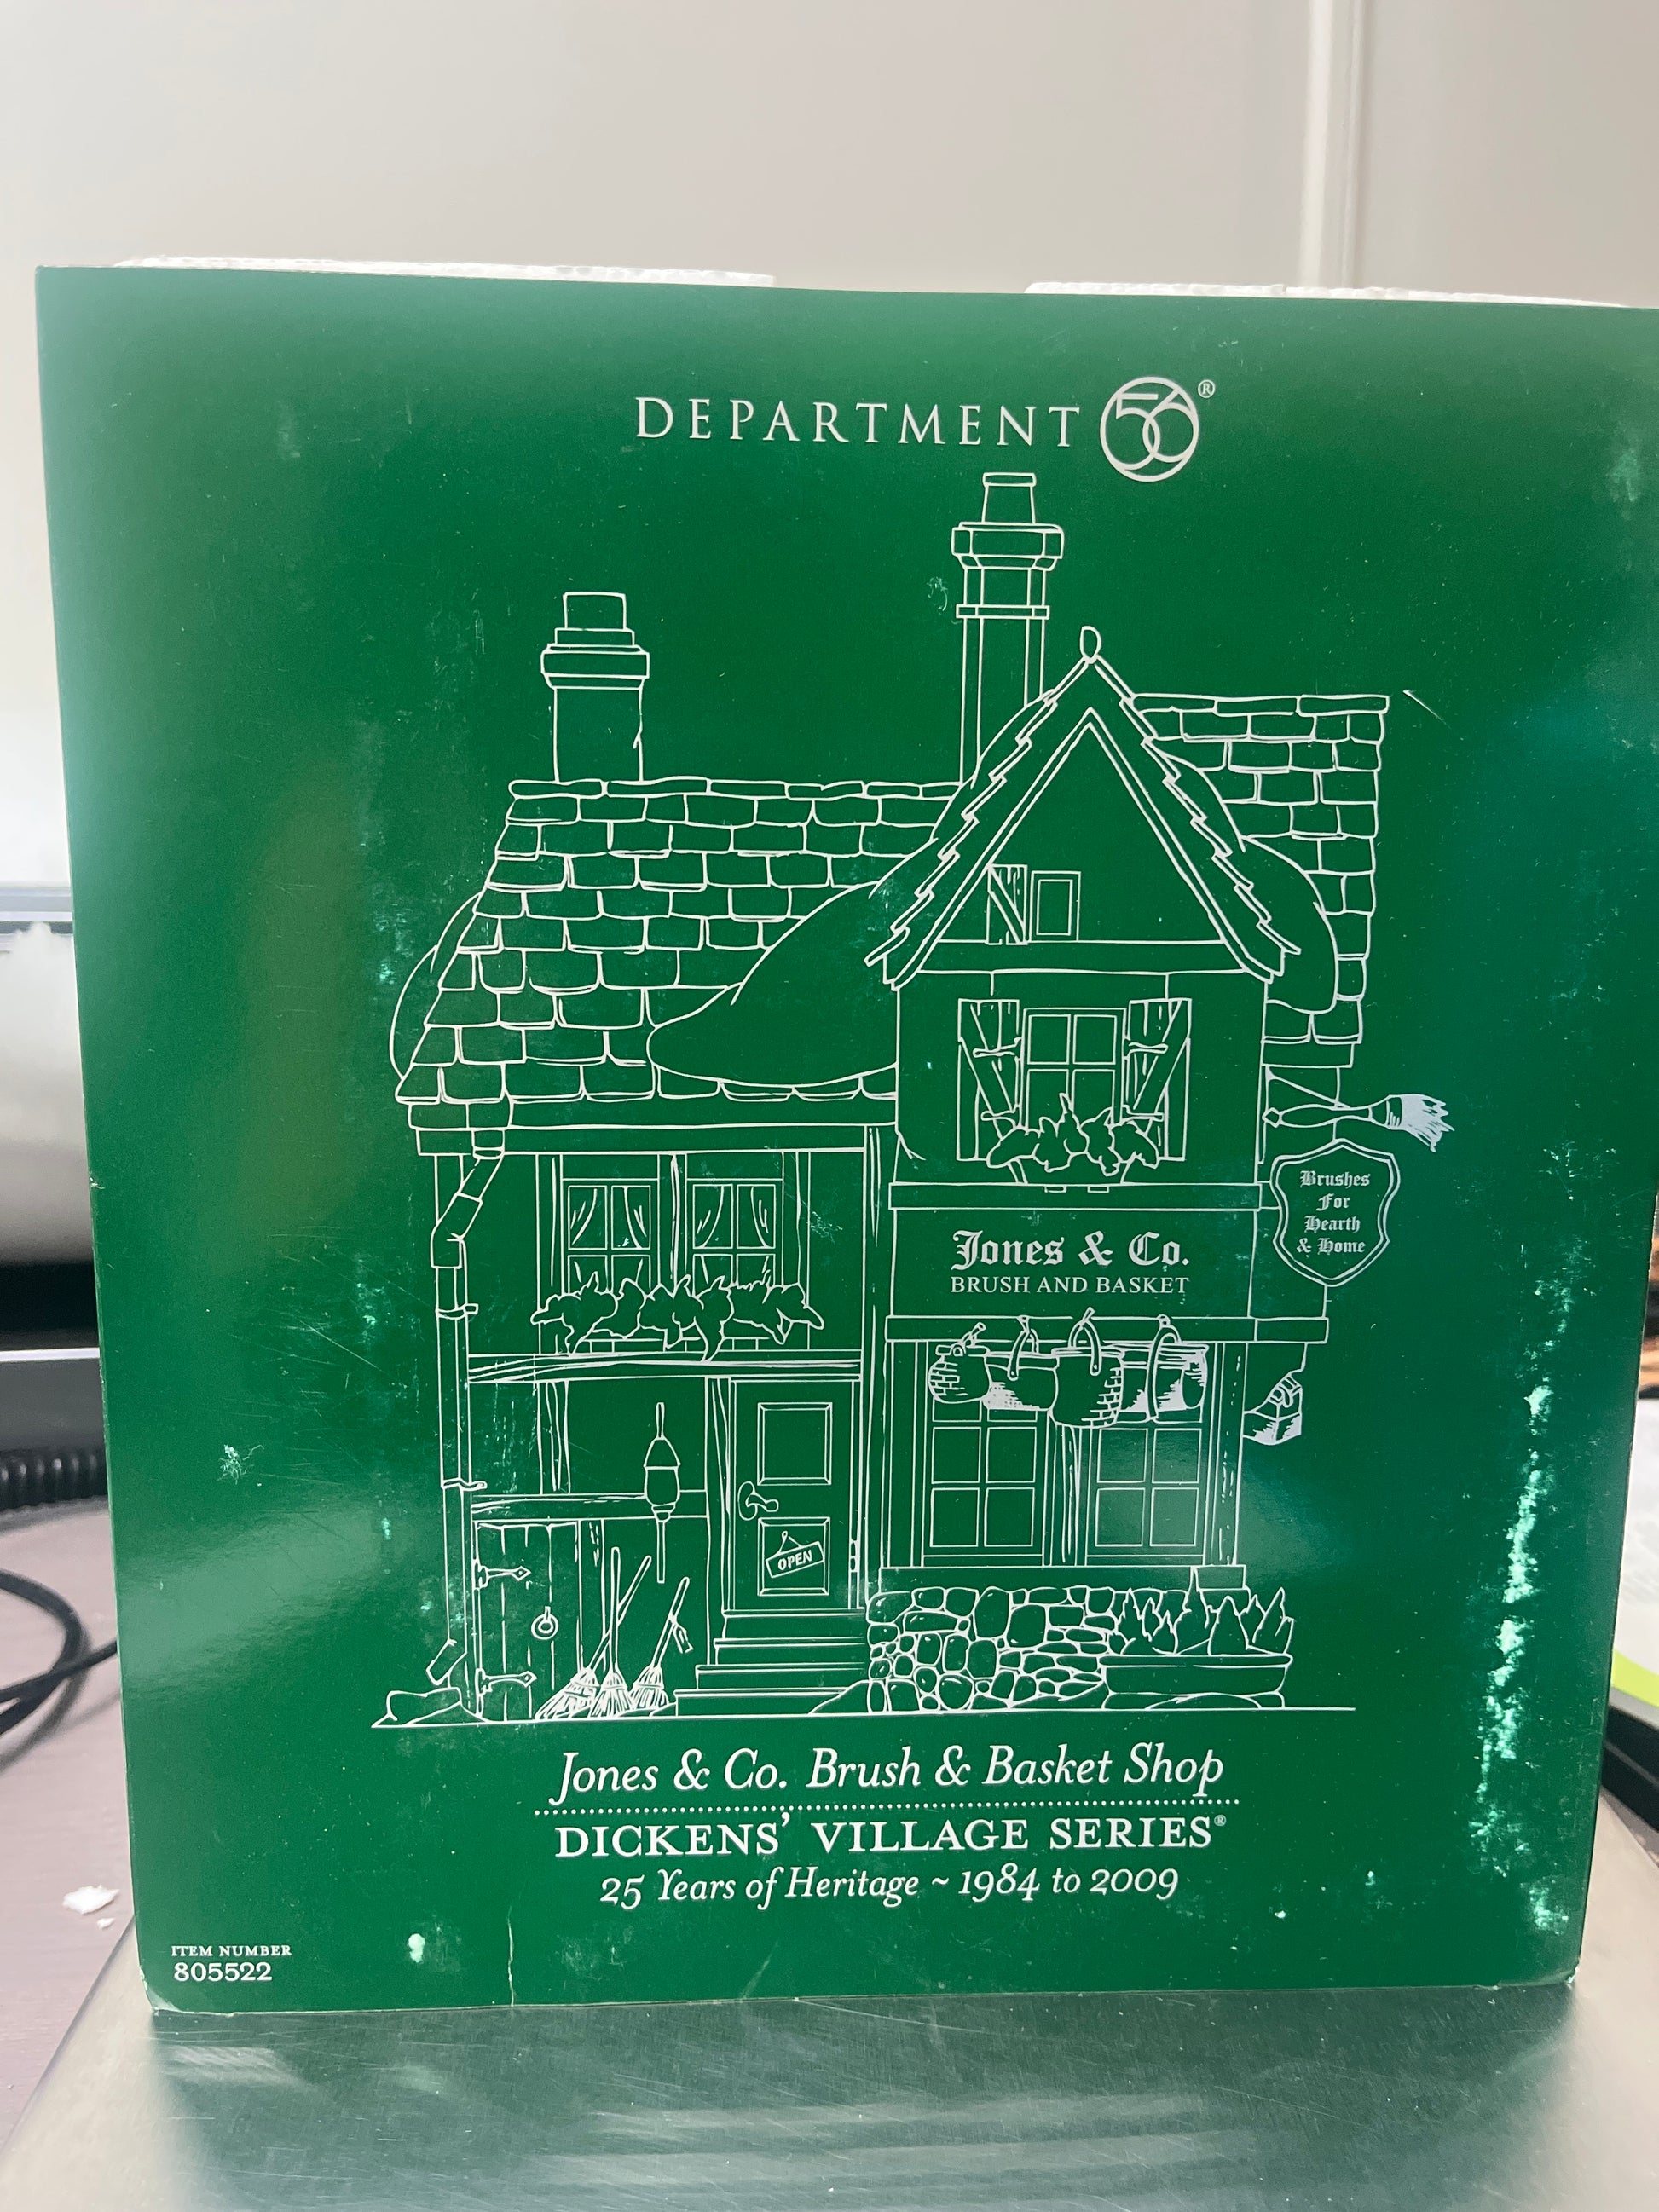 DEPARTMENT 56®
Brushes
For
Hearth
& Home
Jones & Co.
BRUSH AND BASKET
OPEN
Jones & Co. Brush & Basket Shop
DICKENS' VILLAGE SERIES®
25 Years of Heritage ~ 1984 to 2009
ITEM NUMBER
805522